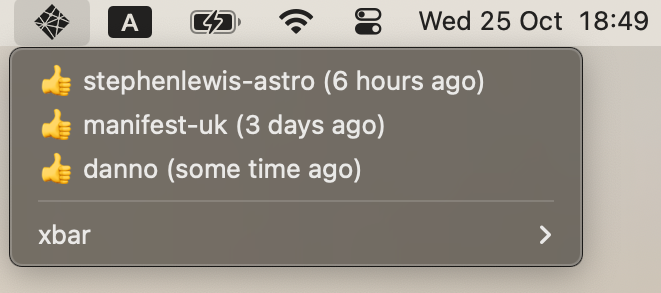 A
Wed 25 Oct 18:49
👍 stephenlewis-astro (6 hours ago)
👍 manifest-uk (3 days ago)
👍 danno (some time ago)
xbar